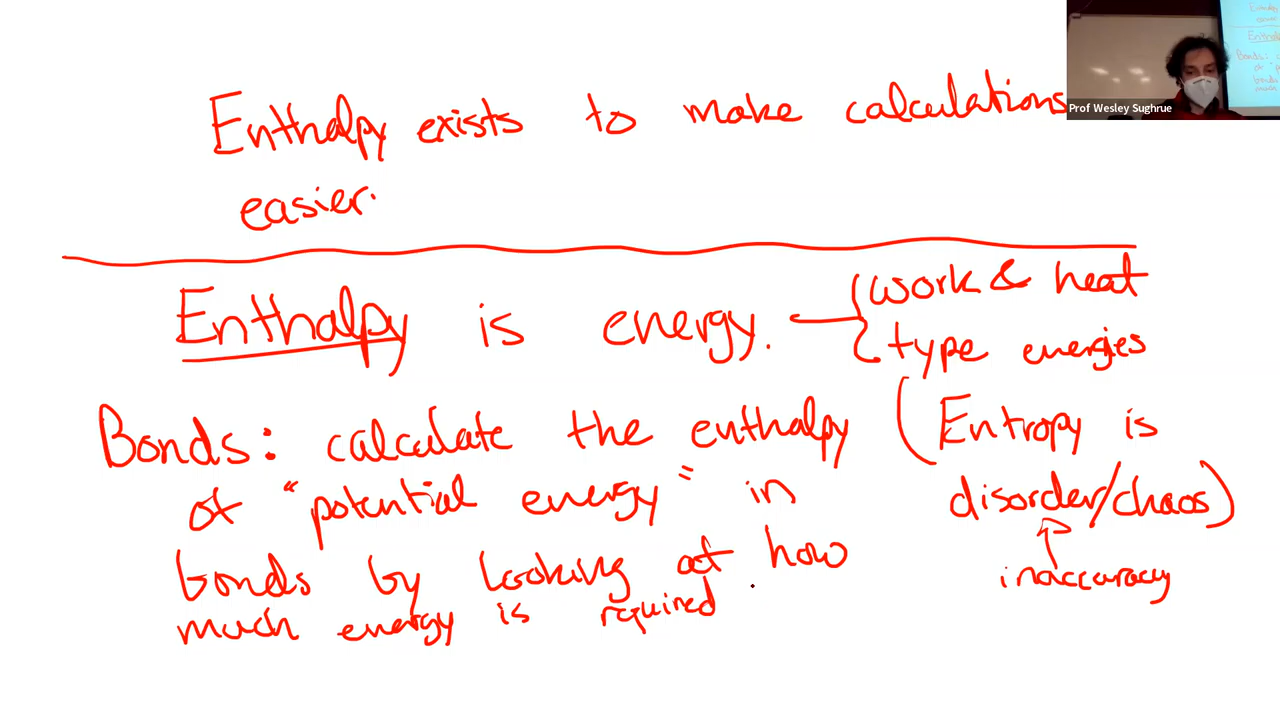 Enthalpy exists to make calculations
easier.
Prof Wesley Sughrue
Enthalpy is energy.
work & heat
type energies
Bonds: calculate the enthalpy
of "potential energy" in
bonds by looking at how
much energy is required
(Entropy is
disorder/chaos)
inaccuracy